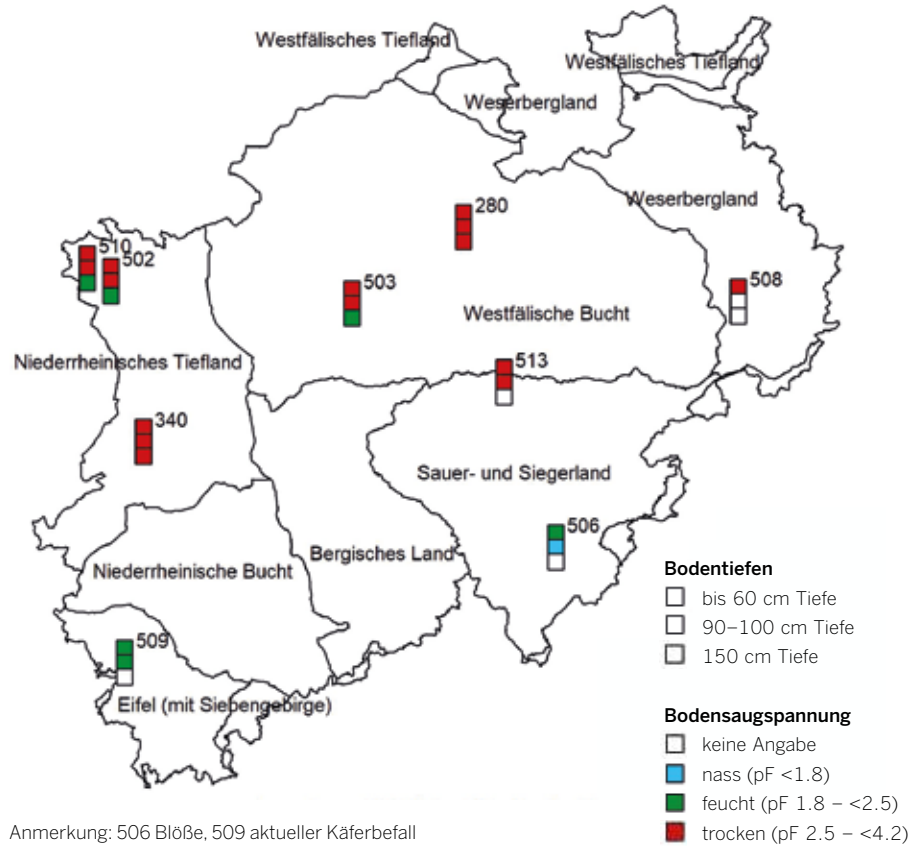 Westfälisches Tiefland
Westfälisches Tiefland
Weserbergland
Weserbergland
280
510
502
503
508
Westfälische Bucht
Niederrheinisches Tiefland
513
340
Sauer- und Siegerland
506
Bergisches Land
Niederrheinische Bucht
509
Eifel (mit Siebengebirge)
Bodentiefen
bis 60 cm Tiefe
90–100 cm Tiefe
150 cm Tiefe
Bodensaugspannung
keine Angabe
nass (pF <1.8)
feucht (pF 1.8 – <2.5)
trocken (pF 2.5 – <4.2)
Anmerkung: 506 Blöße, 509 aktueller Käferbefall